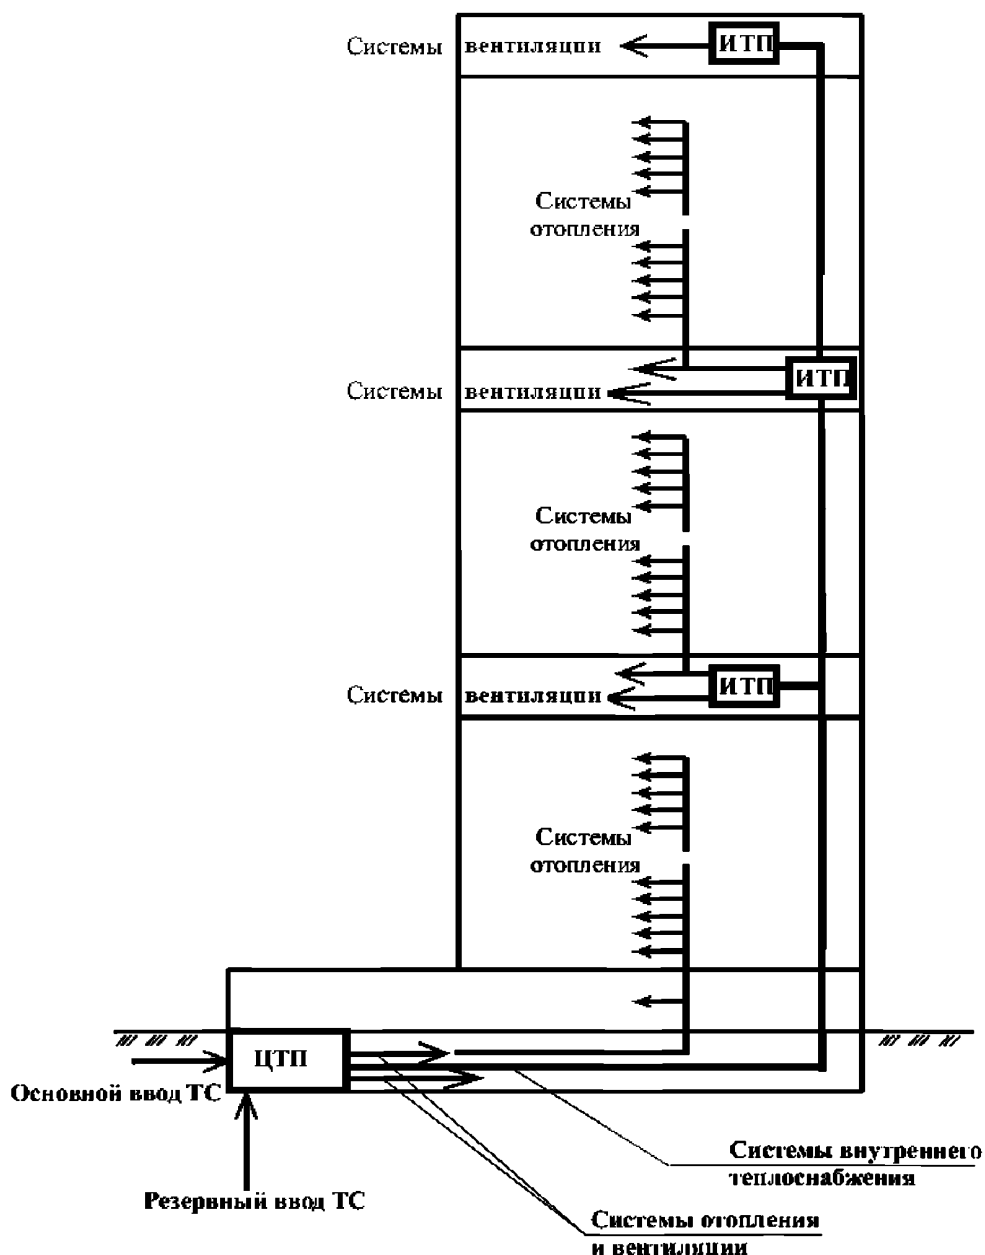 Системы вентиляции
ИТП
Системы
отопления
Системы вентиляции
ИТП
Системы
отопления
Системы вентиляции
ИТП
Системы
отопления
ЦТП
Основной ввод ТС
Резервный ввод ТС
Системы внутреннего
теплоснабжения
Системы отопления
и вентиляции